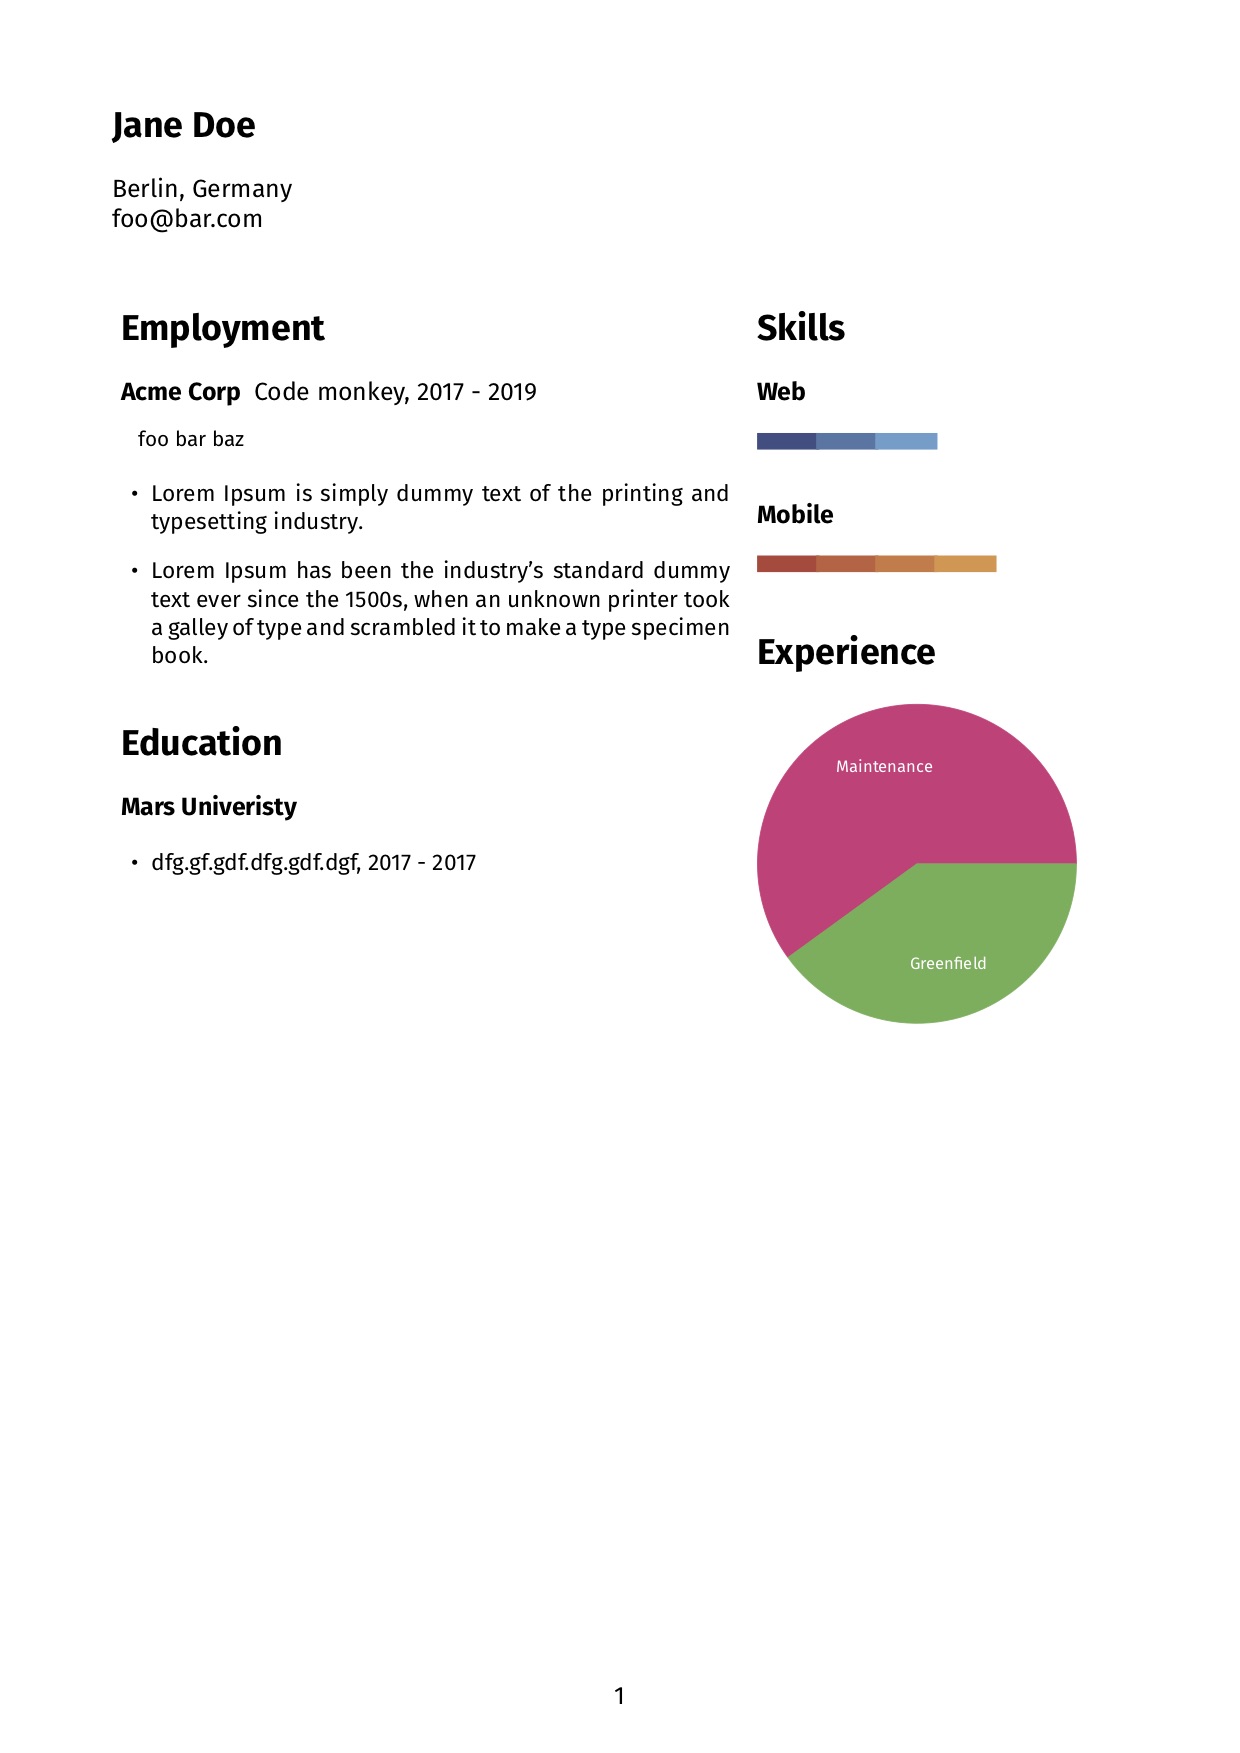 Jane Doe
Berlin, Germany
foo@bar.com
Employment
Acme Corp Code monkey, 2017 - 2019
foo bar baz
• Lorem Ipsum is simply dummy text of the printing and
typesetting industry.
• Lorem Ipsum has been the industry’s standard dummy
text ever since the 1500s, when an unknown printer took
a galley of type and scrambled it to make a type specimen
book.
Education
Mars Univeristy
• dfg.gf.gdf.dfg.gdf.dgf, 2017 - 2017
Skills
Web
Mobile
Experience
Maintenance
Greenfield
1